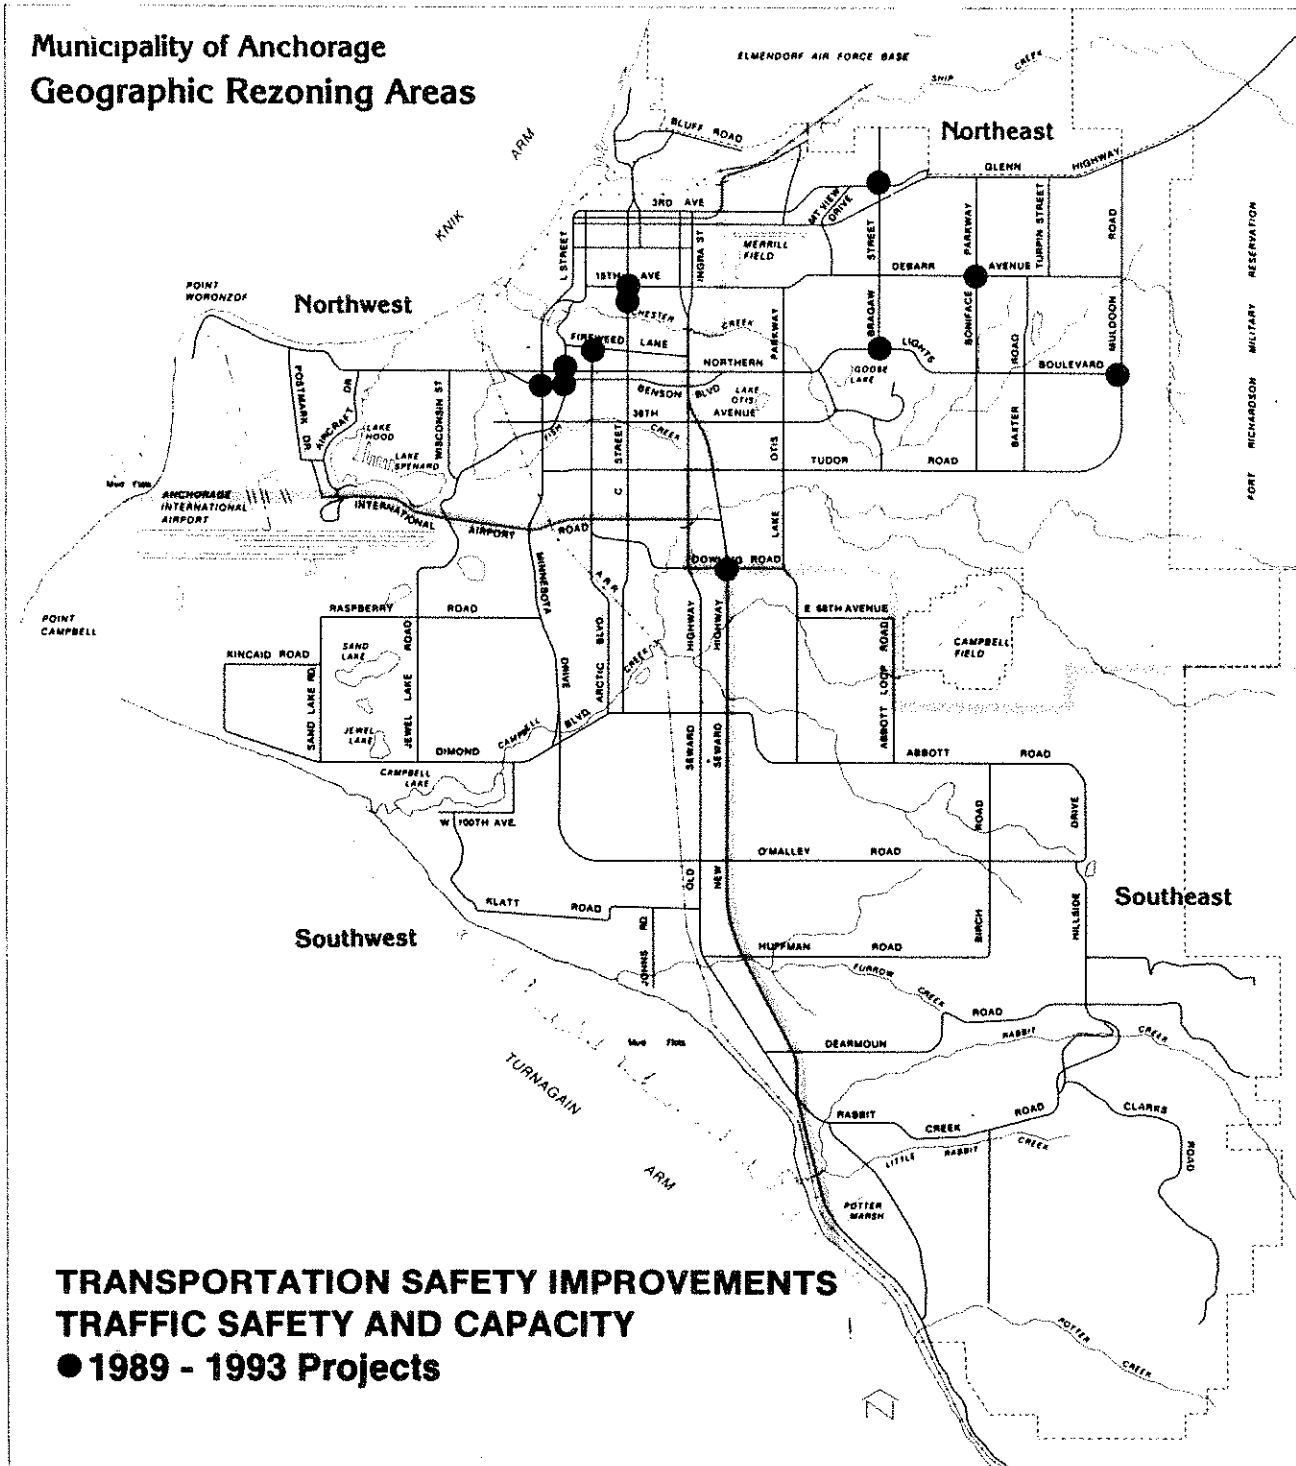 Municipality of Anchorage
Geographic Rezoning Areas
ELMENDORF AIR FORCE BASE
SHIP CREEK
KNIK ARM
BLUFF ROAD
Northeast
GLENN HIGHWAY
3RD AVE
MT VIEW DRIVE
L STREET
15TH AVE
INGRA ST
MERRILL FIELD
BRAGAW STREET
DEBARR AVENUE
BONIFACE PARKWAY
TURPIN STREET
MULDOON ROAD
FORT RICHARDSON MILITARY RESERVATION
POINT WORONZOF
Northwest
CHESTER CREEK
FIREWEED LANE
NORTHERN LIGHTS BOULEVARD
BENSON BLVD
LAKE OTIS
GOOSE LAKE
BAXTER ROAD
36TH AVENUE
FISH CREEK
LAKE OTIS PARKWAY
TUDOR ROAD
C STREET
POSTMARK DR
AIRCRAFT RD
WISCONSIN ST
LAKE HOOD
LAKE SPENARD
Mud Flats
ANCHORAGE INTERNATIONAL AIRPORT
INTERNATIONAL AIRPORT ROAD
DOWLING ROAD
A.R.R.
MINNESOTA DRIVE
ARCTIC BLVD
POINT CAMPBELL
RASPBERRY ROAD
E 68TH AVENUE
CAMPBELL FIELD
ABBOTT LOOP ROAD
KINCAID ROAD
SAND LAKE
SAND LAKE RD
JEWEL LAKE
JEWEL LAKE ROAD
DIMOND BLVD
CAMPBELL CREEK
CAMPBELL LAKE
OLD SEWARD HIGHWAY
NEW SEWARD HIGHWAY
ABBOTT ROAD
W 100TH AVE.
O'MALLEY ROAD
BIRCH ROAD
HILLSIDE DRIVE
KLATT ROAD
JOHNS RD
Southwest
Southeast
HUFFMAN ROAD
FURROW CREEK
Mud Flats
DEARMOUN ROAD
RABBIT CREEK
TURNAGAIN ARM
RABBIT CREEK ROAD
CLARKS ROAD
LITTLE RABBIT CREEK
POTTER MARSH
POTTER CREEK
TRANSPORTATION SAFETY IMPROVEMENTS
TRAFFIC SAFETY AND CAPACITY
● 1989 - 1993 Projects
N